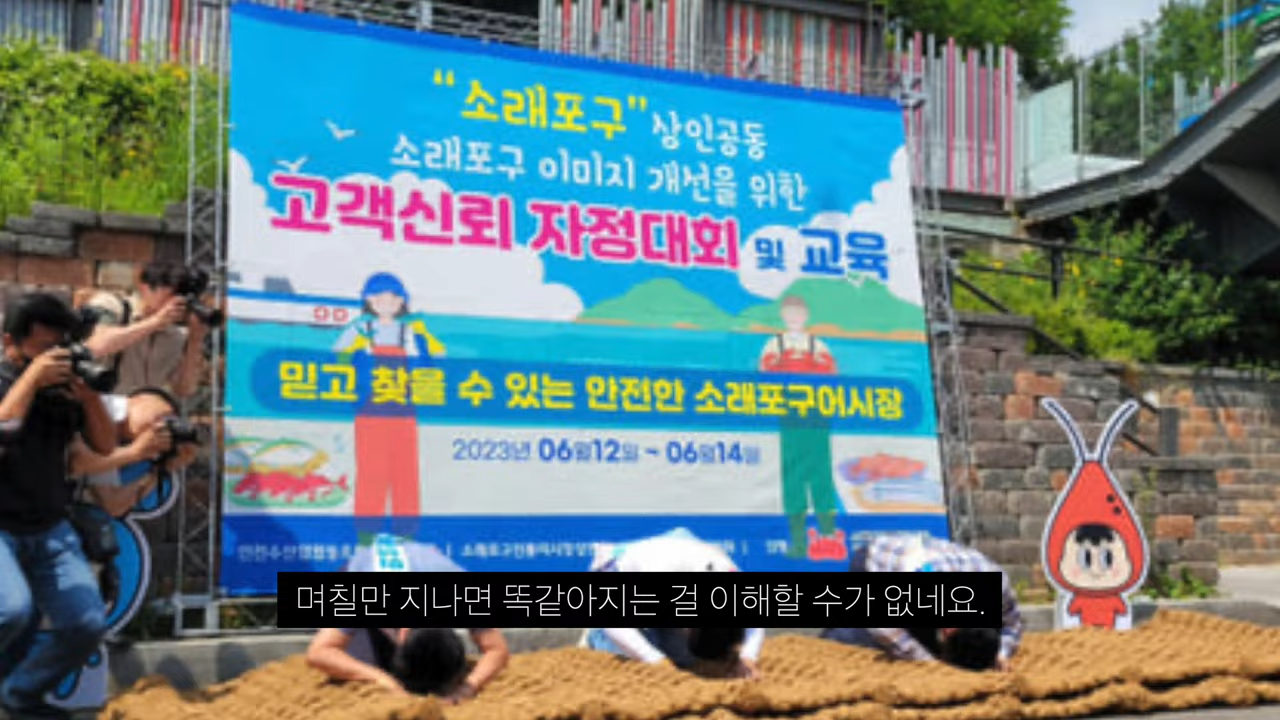 “소래포구” 상인공동
소래포구 이미지 개선을 위한
고객신뢰 자정대회 및 교육
믿고 찾을 수 있는 안전한 소래포구어시장
2023년 06월12일 ~ 06월14일
며칠만 지나면 똑같아지는 걸 이해할 수가 없네요.